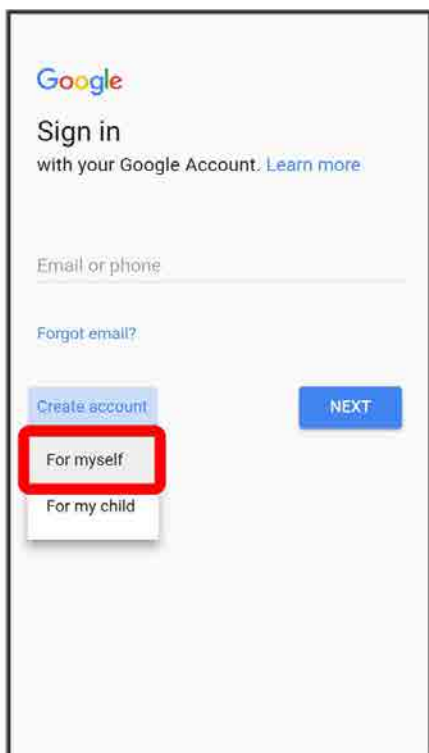 Google
Sign in
with your Google Account. Learn more
Email or phone
Forgot email?
Create account NEXT
For myself
For my child